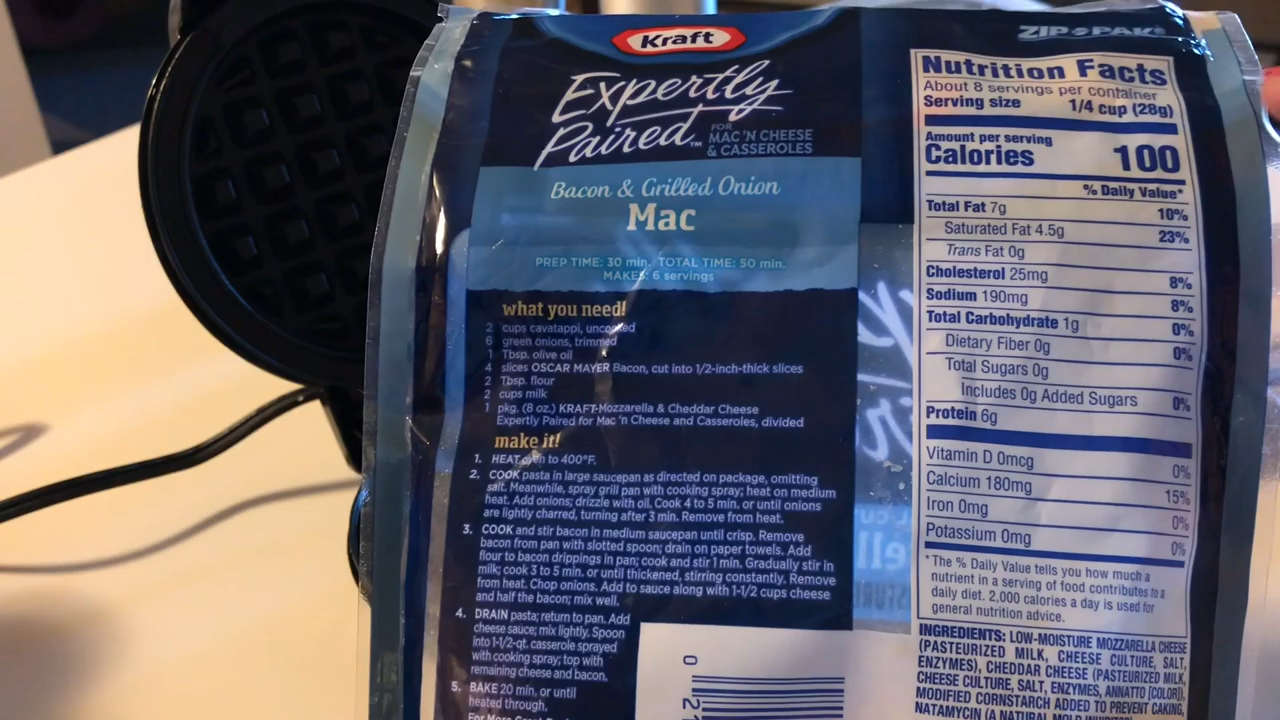 Kraft
Expertly
Paired™
FOR
MAC 'N CHEESE
& CASSEROLES
Bacon & Grilled Onion
Mac
PREP TIME: 30 min. TOTAL TIME: 50 min.
MAKES: 6 servings
what you need!
2 cups cavatappi, uncooked
6 green onions, trimmed
1 Tbsp. olive oil
4 slices OSCAR MAYER Bacon, cut into 1/2-inch-thick slices
2 Tbsp. flour
2 cups milk
1 pkg. (8 oz.) KRAFT Mozzarella & Cheddar Cheese
Expertly Paired for Mac 'n Cheese and Casseroles, divided
make it!
1. HEAT oven to 400°F.
2. COOK pasta in large saucepan as directed on package, omitting
salt. Meanwhile, spray grill pan with cooking spray; heat on medium
heat. Add onions; drizzle with oil. Cook 4 to 5 min. or until onions
are lightly charred, turning after 3 min. Remove from heat.
3. COOK and stir bacon in medium saucepan until crisp. Remove
bacon from pan with slotted spoon; drain on paper towels. Add
flour to bacon drippings in pan; cook and stir 1 min. Gradually stir in
milk; cook 3 to 5 min. or until thickened, stirring constantly. Remove
from heat. Chop onions. Add to sauce along with 1-1/2 cups cheese
and half the bacon; mix well.
4. DRAIN pasta; return to pan. Add
cheese sauce; mix lightly. Spoon
into 1-1/2-qt. casserole sprayed
with cooking spray; top with
remaining cheese and bacon.
5. BAKE 20 min. or until
heated through.
0 21
ZIP PAK®
Nutrition Facts
About 8 servings per container
Serving size 1/4 cup (28g)
Amount per serving
Calories 100
% Daily Value*
Total Fat 7g 10%
Saturated Fat 4.5g 23%
Trans Fat 0g
Cholesterol 25mg 8%
Sodium 190mg 8%
Total Carbohydrate 1g 0%
Dietary Fiber 0g 0%
Total Sugars 0g
Includes 0g Added Sugars 0%
Protein 6g
Vitamin D 0mcg 0%
Calcium 180mg 15%
Iron 0mg 0%
Potassium 0mg 0%
*The % Daily Value tells you how much a
nutrient in a serving of food contributes to a
daily diet. 2,000 calories a day is used for
general nutrition advice.
INGREDIENTS: LOW-MOISTURE MOZZARELLA CHEESE
(PASTEURIZED MILK, CHEESE CULTURE, SALT,
ENZYMES), CHEDDAR CHEESE (PASTEURIZED MILK,
CHEESE CULTURE, SALT, ENZYMES, ANNATTO [COLOR]),
MODIFIED CORNSTARCH ADDED TO PREVENT CAKING,
NATAMYCIN (A NATURAL MOLD